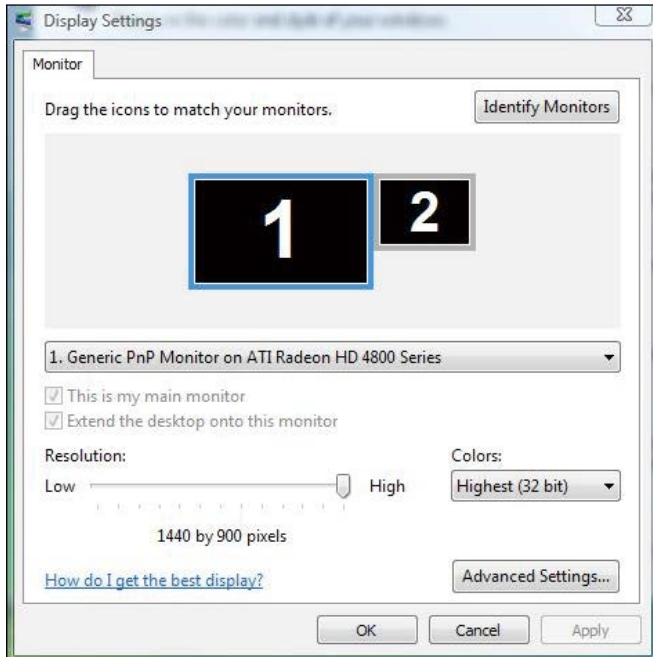 Display Settings
Monitor
Drag the icons to match your monitors.
Identify Monitors
1
2
1. Generic PnP Monitor on ATI Radeon HD 4800 Series
This is my main monitor
Extend the desktop onto this monitor
Resolution:
Colors:
Low
High
Highest (32 bit)
1440 by 900 pixels
How do I get the best display?
Advanced Settings...
OK
Cancel
Apply